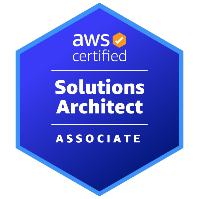 aws
certified
Solutions
Architect
ASSOCIATE